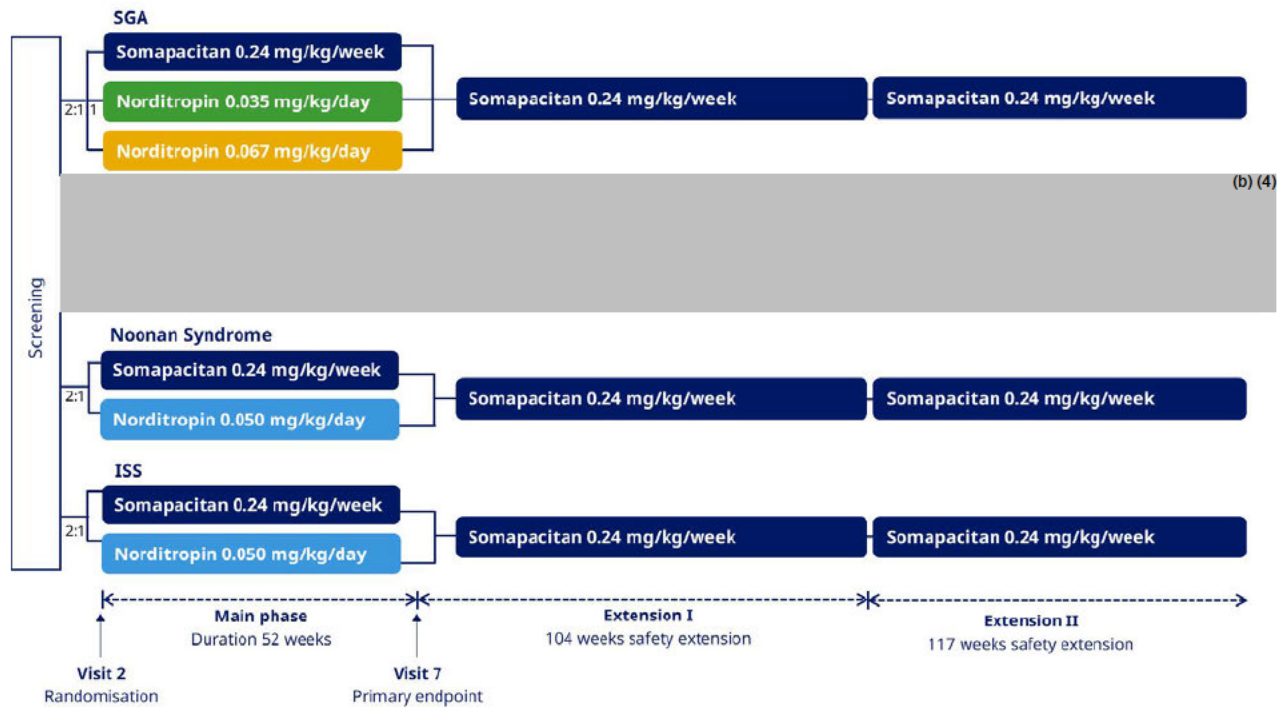 SGA
Somapacitan 0.24 mg/kg/week
Norditropin 0.035 mg/kg/day
Norditropin 0.067 mg/kg/day
2:1:1
Somapacitan 0.24 mg/kg/week
Somapacitan 0.24 mg/kg/week
(b) (4)
Screening
Noonan Syndrome
Somapacitan 0.24 mg/kg/week
Norditropin 0.050 mg/kg/day
2:1
Somapacitan 0.24 mg/kg/week
Somapacitan 0.24 mg/kg/week
ISS
Somapacitan 0.24 mg/kg/week
Norditropin 0.050 mg/kg/day
2:1
Somapacitan 0.24 mg/kg/week
Somapacitan 0.24 mg/kg/week
Main phase
Duration 52 weeks
Extension I
104 weeks safety extension
Extension II
117 weeks safety extension
Visit 2
Randomisation
Visit 7
Primary endpoint